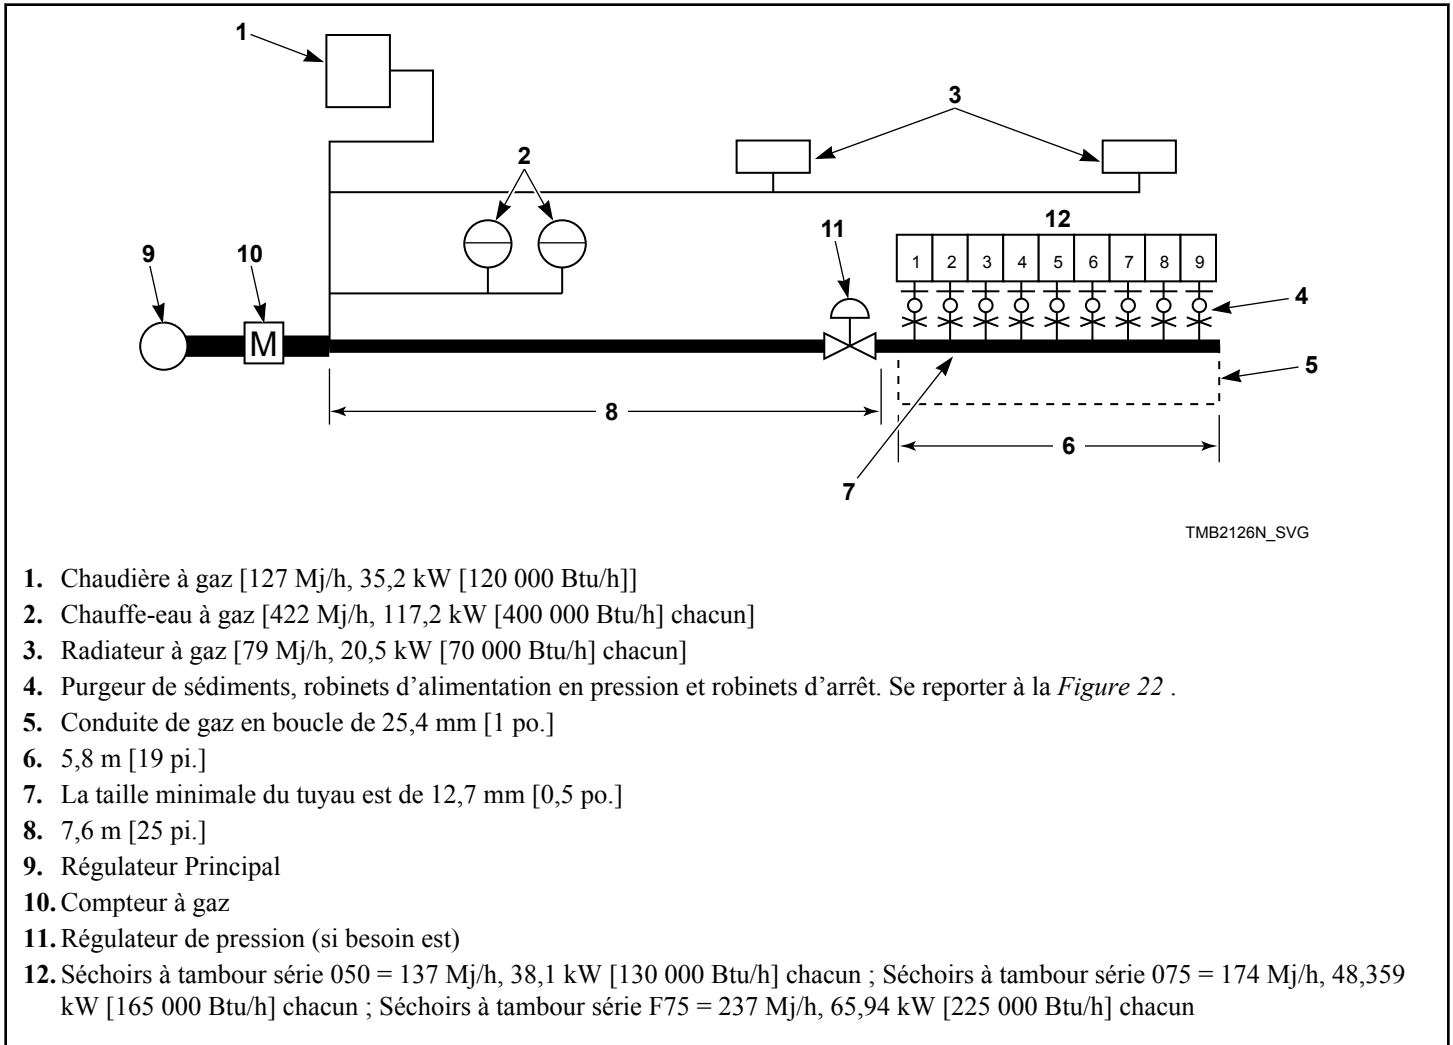 1
3
2
12
11
9
10
1 2 3 4 5 6 7 8 9
4
M
5
8
6
7
TMB2126N_SVG
1. Chaudière à gaz [127 Mj/h, 35,2 kW [120 000 Btu/h]]
2. Chauffe-eau à gaz [422 Mj/h, 117,2 kW [400 000 Btu/h] chacun]
3. Radiateur à gaz [79 Mj/h, 20,5 kW [70 000 Btu/h] chacun]
4. Purgeur de sédiments, robinets d’alimentation en pression et robinets d’arrêt. Se reporter à la Figure 22 .
5. Conduite de gaz en boucle de 25,4 mm [1 po.]
6. 5,8 m [19 pi.]
7. La taille minimale du tuyau est de 12,7 mm [0,5 po.]
8. 7,6 m [25 pi.]
9. Régulateur Principal
10. Compteur à gaz
11. Régulateur de pression (si besoin est)
12. Séchoirs à tambour série 050 = 137 Mj/h, 38,1 kW [130 000 Btu/h] chacun ; Séchoirs à tambour série 075 = 174 Mj/h, 48,359
kW [165 000 Btu/h] chacun ; Séchoirs à tambour série F75 = 237 Mj/h, 65,94 kW [225 000 Btu/h] chacun